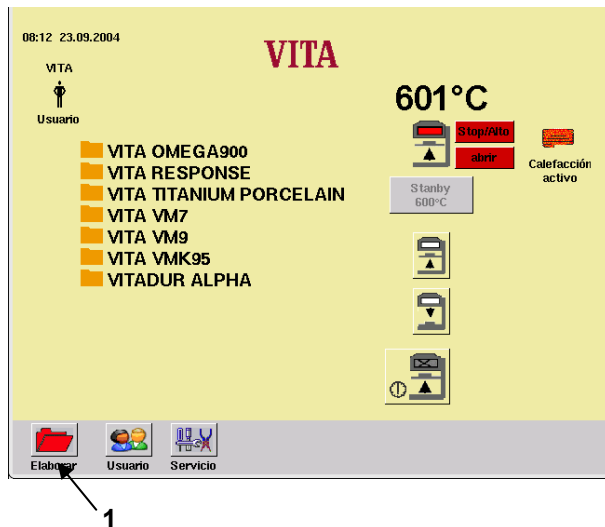 08:12 23.09.2004
VITA
VITA
Usuario
601°C
Stop/Alto
abrir
Calefacción
activo
Stanby
600°C
VITA OMEGA900
VITA RESPONSE
VITA TITANIUM PORCELAIN
VITA VM7
VITA VM9
VITA VMK95
VITADUR ALPHA
Elaborar
Usuario
Servicio
1